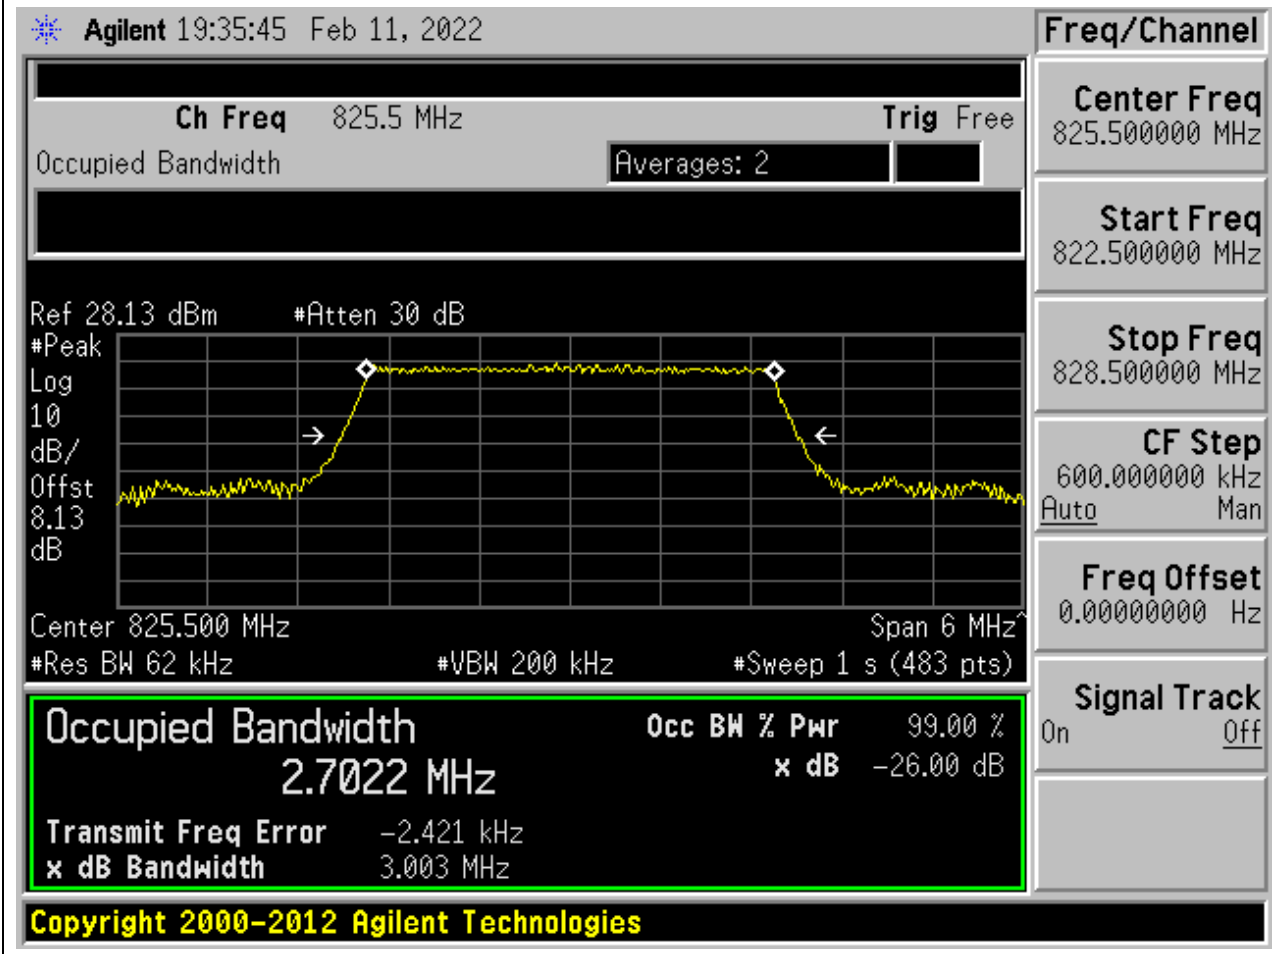 Agilent 19:35:45 Feb 11, 2022
Freq/Channel
Ch Freq 825.5 MHz Trig Free
Occupied Bandwidth Averages: 2
Center Freq
825.500000 MHz
Start Freq
822.500000 MHz
Stop Freq
828.500000 MHz
CF Step
600.000000 kHz
Auto Man
Freq Offset
0.00000000 Hz
Signal Track
On Off
Ref 28.13 dBm #Atten 30 dB
#Peak
Log
10
dB/
Offst
8.13
dB
Center 825.500 MHz Span 6 MHz^
#Res BW 62 kHz #VBW 200 kHz #Sweep 1 s (483 pts)
Occupied Bandwidth Occ BW % Pwr 99.00 %
2.7022 MHz x dB -26.00 dB
Transmit Freq Error -2.421 kHz
x dB Bandwidth 3.003 MHz
Copyright 2000-2012 Agilent Technologies